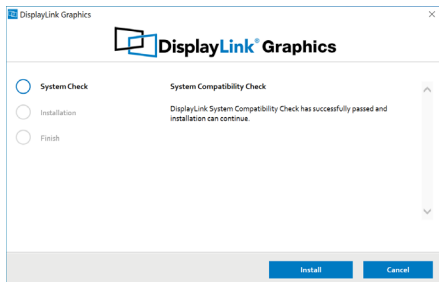 DisplayLink Graphics
DisplayLink® Graphics
System Check
Installation
Finish
System Compatibility Check
DisplayLink System Compatibility Check has successfully passed and
installation can continue.
Install
Cancel